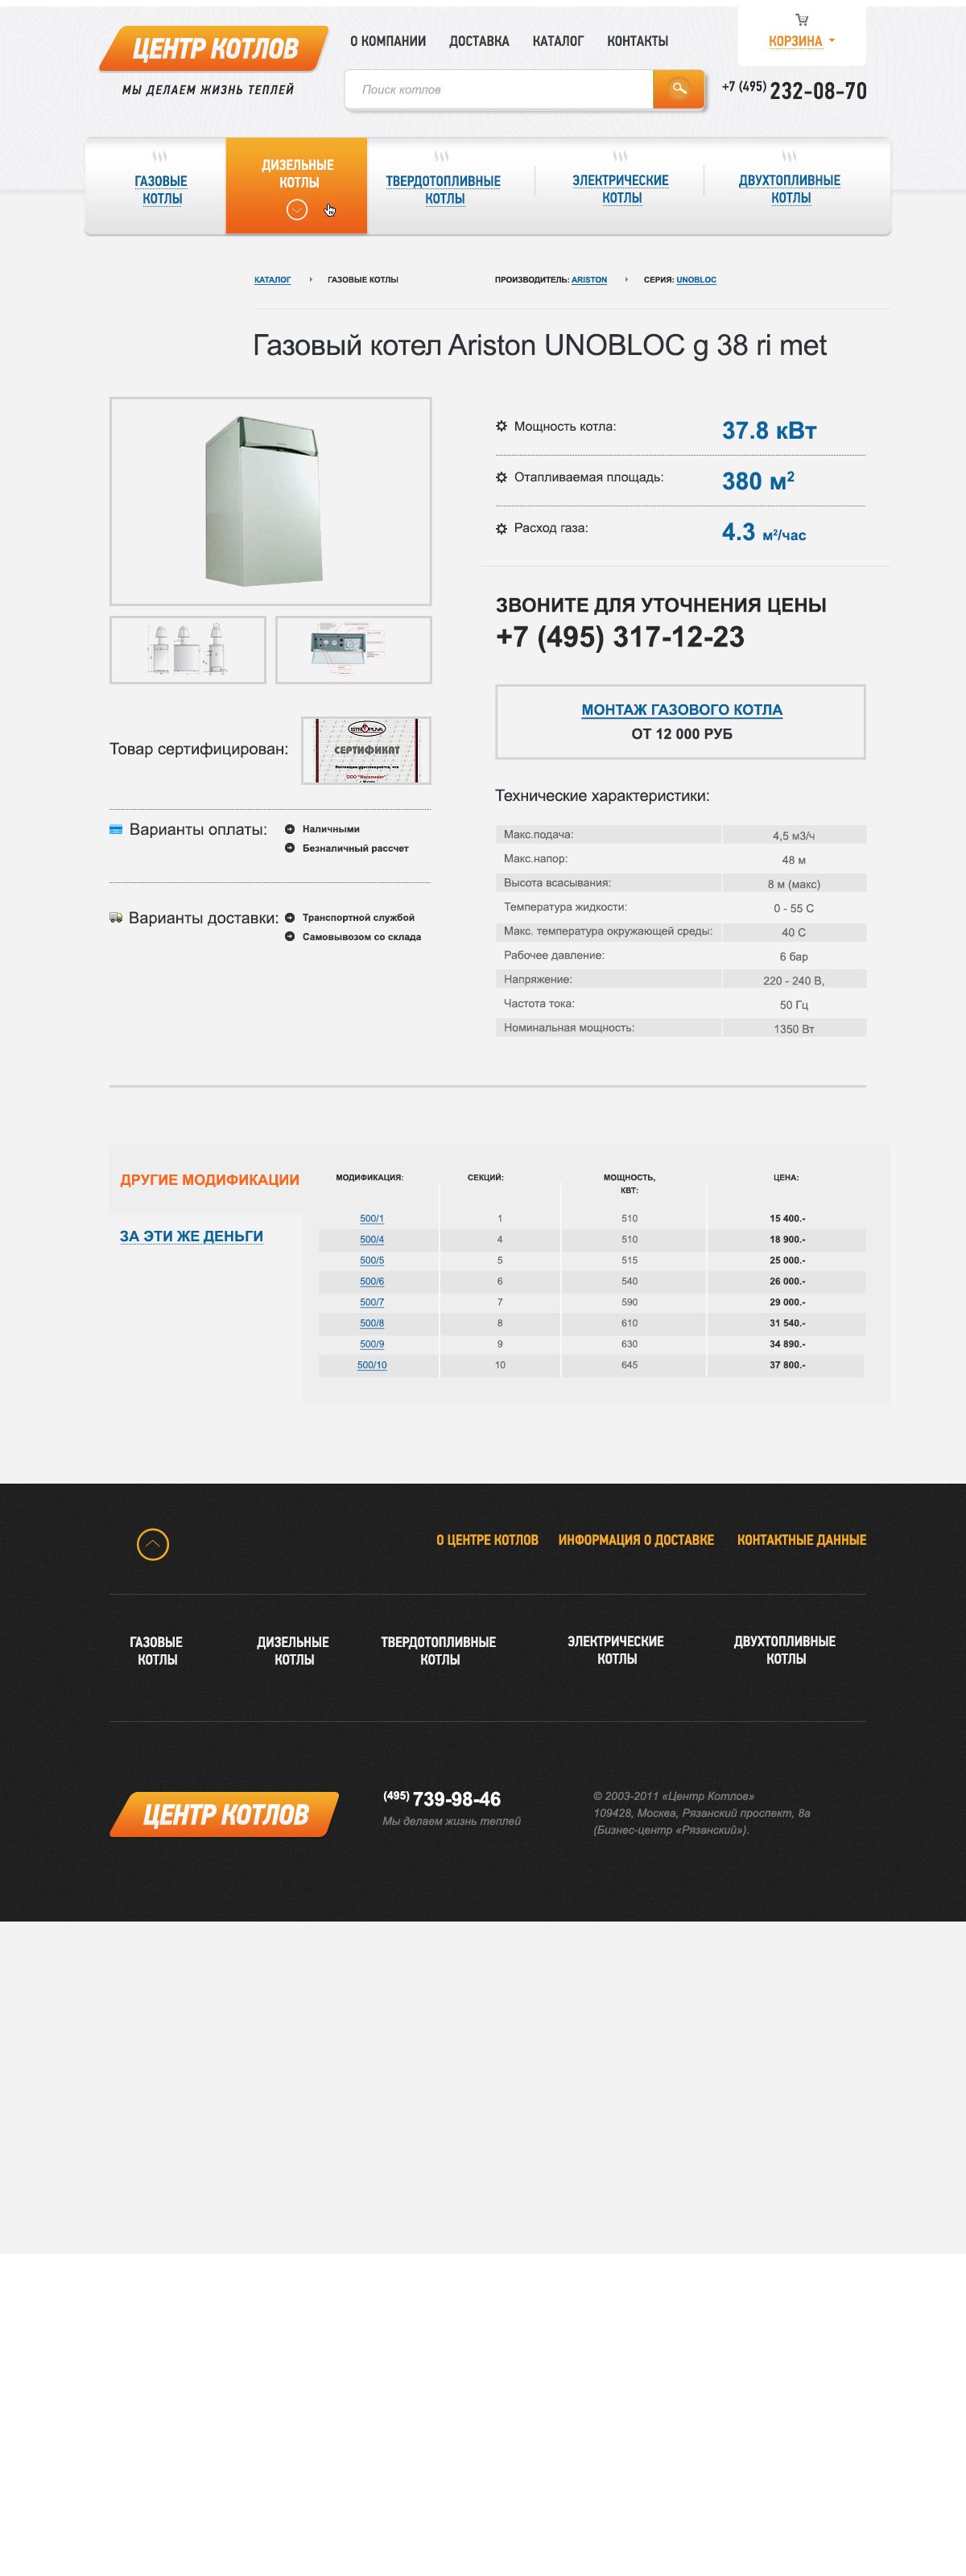 ЦЕНТР КОТЛОВ
МЫ ДЕЛАЕМ ЖИЗНЬ ТЕПЛЕЙ
О КОМПАНИИ ДОСТАВКА КАТАЛОГ КОНТАКТЫ
КОРЗИНА
Поиск котлов
+7 (495) 232-08-70
ГАЗОВЫЕ
КОТЛЫ
ДИЗЕЛЬНЫЕ
КОТЛЫ
ТВЕРДОТОПЛИВНЫЕ
КОТЛЫ
ЭЛЕКТРИЧЕСКИЕ
КОТЛЫ
ДВУХТОПЛИВНЫЕ
КОТЛЫ
КАТАЛОГ ГАЗОВЫЕ КОТЛЫ ПРОИЗВОДИТЕЛЬ: ARISTON СЕРИЯ: UNOBLOC
Газовый котел Ariston UNOBLOC g 38 ri met
Мощность котла: 37.8 кВт
Отапливаемая площадь: 380 м²
Расход газа: 4.3 м²/час
ЗВОНИТЕ ДЛЯ УТОЧНЕНИЯ ЦЕНЫ
+7 (495) 317-12-23
МОНТАЖ ГАЗОВОГО КОТЛА
ОТ 12 000 РУБ
Товар сертифицирован:
STROPUVA
СЕРТИФИКАТ
Варианты оплаты:
Наличными
Безналичный рассчет
Варианты доставки:
Транспортной службой
Самовывозом со склада
Технические характеристики:
Макс.подача: 4,5 м3/ч
Макс.напор: 48 м
Высота всасывания: 8 м (макс)
Температура жидкости: 0 - 55 С
Макс. температура окружающей среды: 40 С
Рабочее давление: 6 бар
Напряжение: 220 - 240 В,
Частота тока: 50 Гц
Номинальная мощность: 1350 Вт
ДРУГИЕ МОДИФИКАЦИИ
ЗА ЭТИ ЖЕ ДЕНЬГИ
МОДИФИКАЦИЯ: СЕКЦИЙ: МОЩНОСТЬ, ЦЕНА:
КВТ:
500/1 1 510 15 400.-
500/4 4 510 18 900.-
500/5 5 515 25 000.-
500/6 6 540 26 000.-
500/7 7 590 29 000.-
500/8 8 610 31 540.-
500/9 9 630 34 890.-
500/10 10 645 37 800.-
О ЦЕНТРЕ КОТЛОВ ИНФОРМАЦИЯ О ДОСТАВКЕ КОНТАКТНЫЕ ДАННЫЕ
ГАЗОВЫЕ
КОТЛЫ
ДИЗЕЛЬНЫЕ
КОТЛЫ
ТВЕРДОТОПЛИВНЫЕ
КОТЛЫ
ЭЛЕКТРИЧЕСКИЕ
КОТЛЫ
ДВУХТОПЛИВНЫЕ
КОТЛЫ
ЦЕНТР КОТЛОВ
(495) 739-98-46
Мы делаем жизнь теплей
© 2003-2011 «Центр Котлов»
109428, Москва, Рязанский проспект, 8а
(Бизнес-центр «Рязанский»).